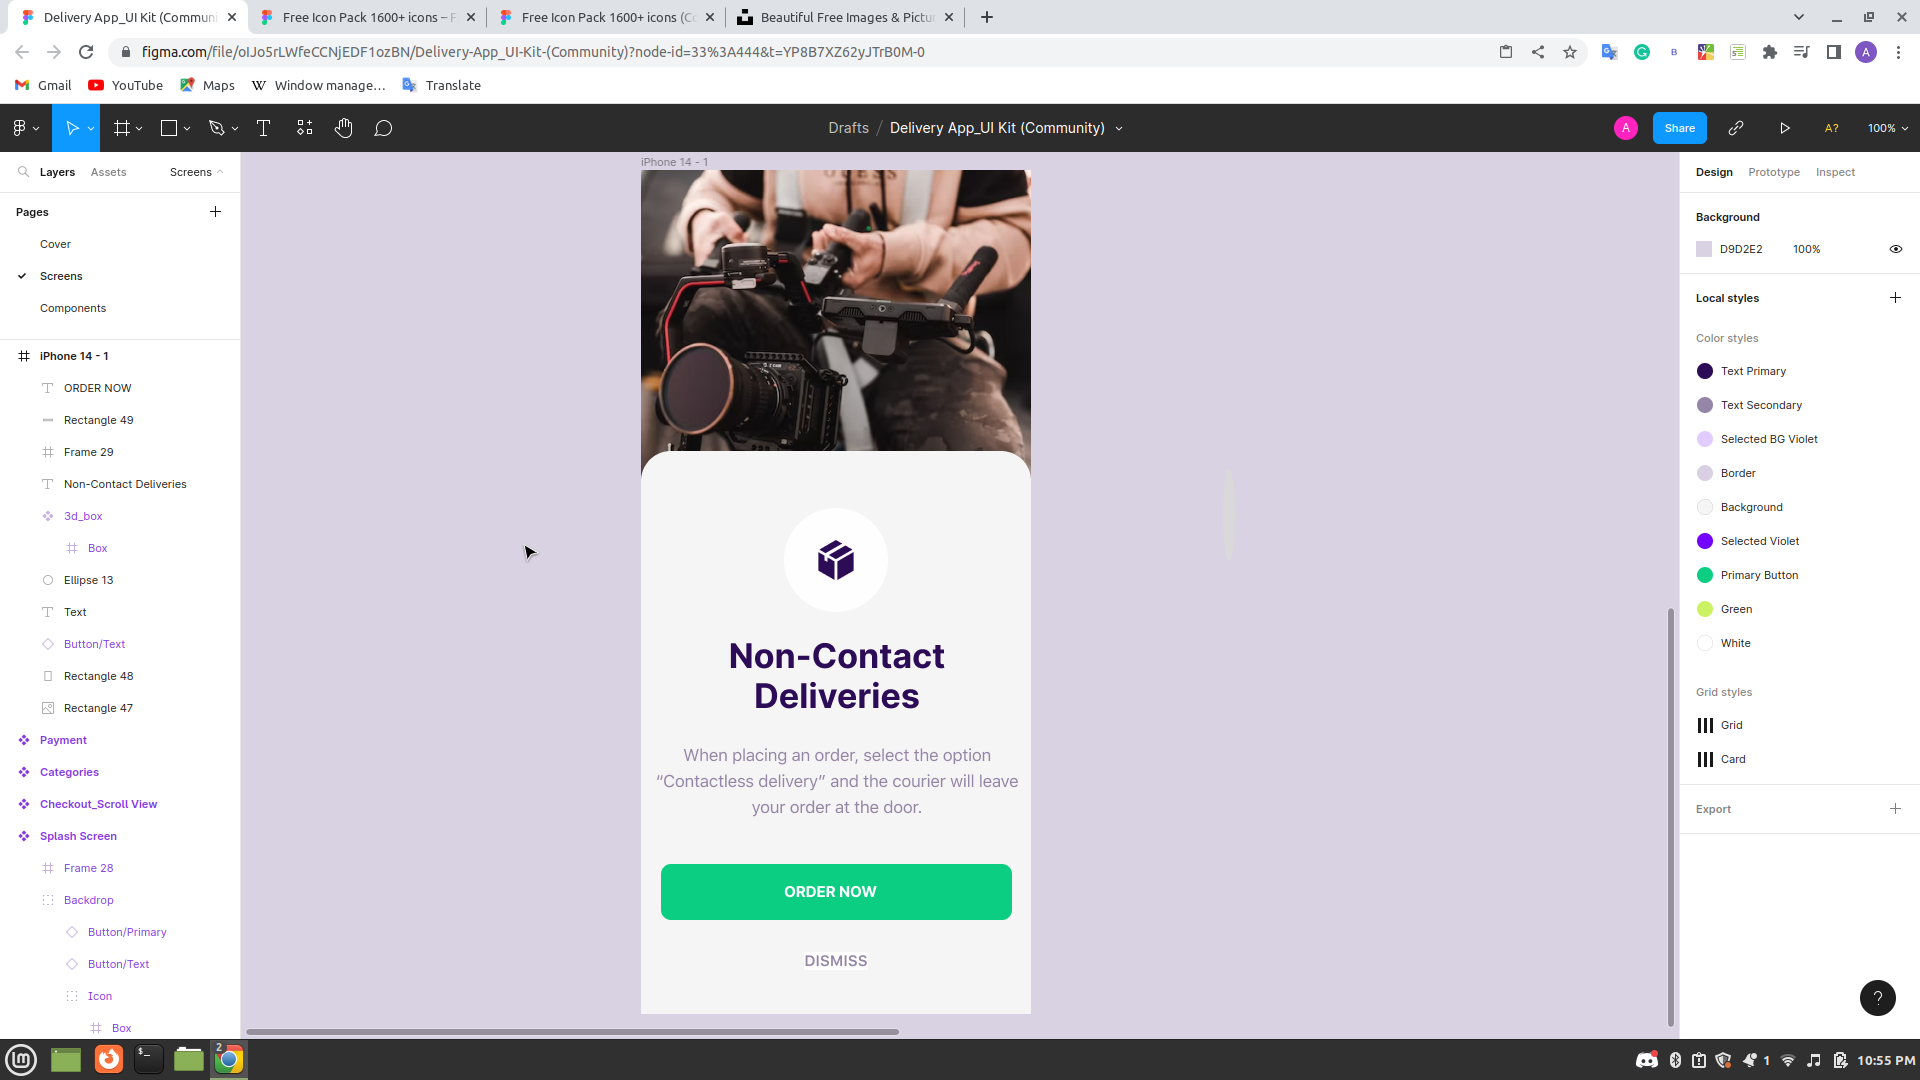 Delivery App_UI Kit (Commun
Free Icon Pack 1600+ icons – F
Free Icon Pack 1600+ icons (Co
Beautiful Free Images & Pictu
figma.com/file/oIJo5rLWfeCCNjEDF1ozBN/Delivery-App_UI-Kit-(Community)?node-id=33%3A444&t=YP8B7XZ62yJTrB0M-0
B
A
Gmail
YouTube
Maps
W Window manage...
Translate
T
Drafts / Delivery App_UI Kit (Community)
A
Share
A?
100%
Layers
Assets
Screens
Pages
Cover
Screens
Components
iPhone 14 - 1
ORDER NOW
Rectangle 49
Frame 29
Non-Contact Deliveries
3d_box
Box
Ellipse 13
Text
Button/Text
Rectangle 48
Rectangle 47
Payment
Categories
Checkout_Scroll View
Splash Screen
Frame 28
Backdrop
Button/Primary
Button/Text
Icon
Box
iPhone 14 - 1
GUESS
Non-Contact
Deliveries
When placing an order, select the option
“Contactless delivery” and the courier will leave
your order at the door.
ORDER NOW
DISMISS
Design
Prototype
Inspect
Background
D9D2E2
100%
Local styles
Color styles
Text Primary
Text Secondary
Selected BG Violet
Border
Background
Selected Violet
Primary Button
Green
White
Grid styles
Grid
Card
Export
?
$_
2
1
10:55 PM